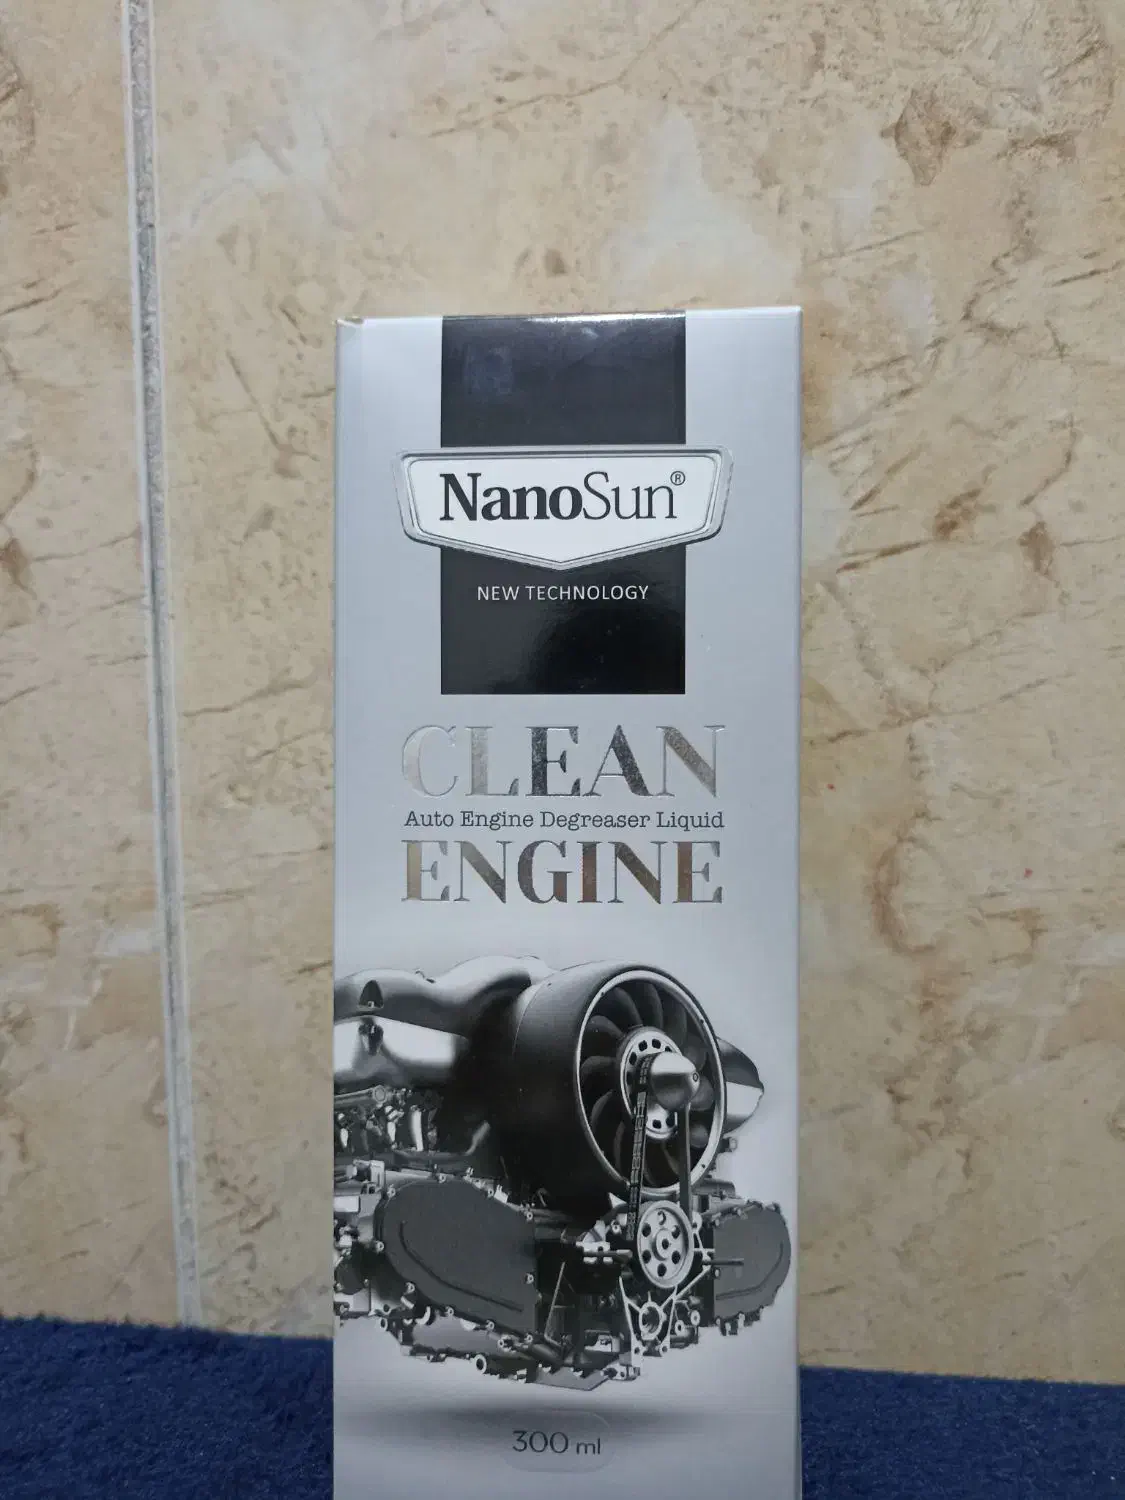 NanoSun®
NEW TECHNOLOGY
CLEAN
Auto Engine Degreaser Liquid
ENGINE
300 ml